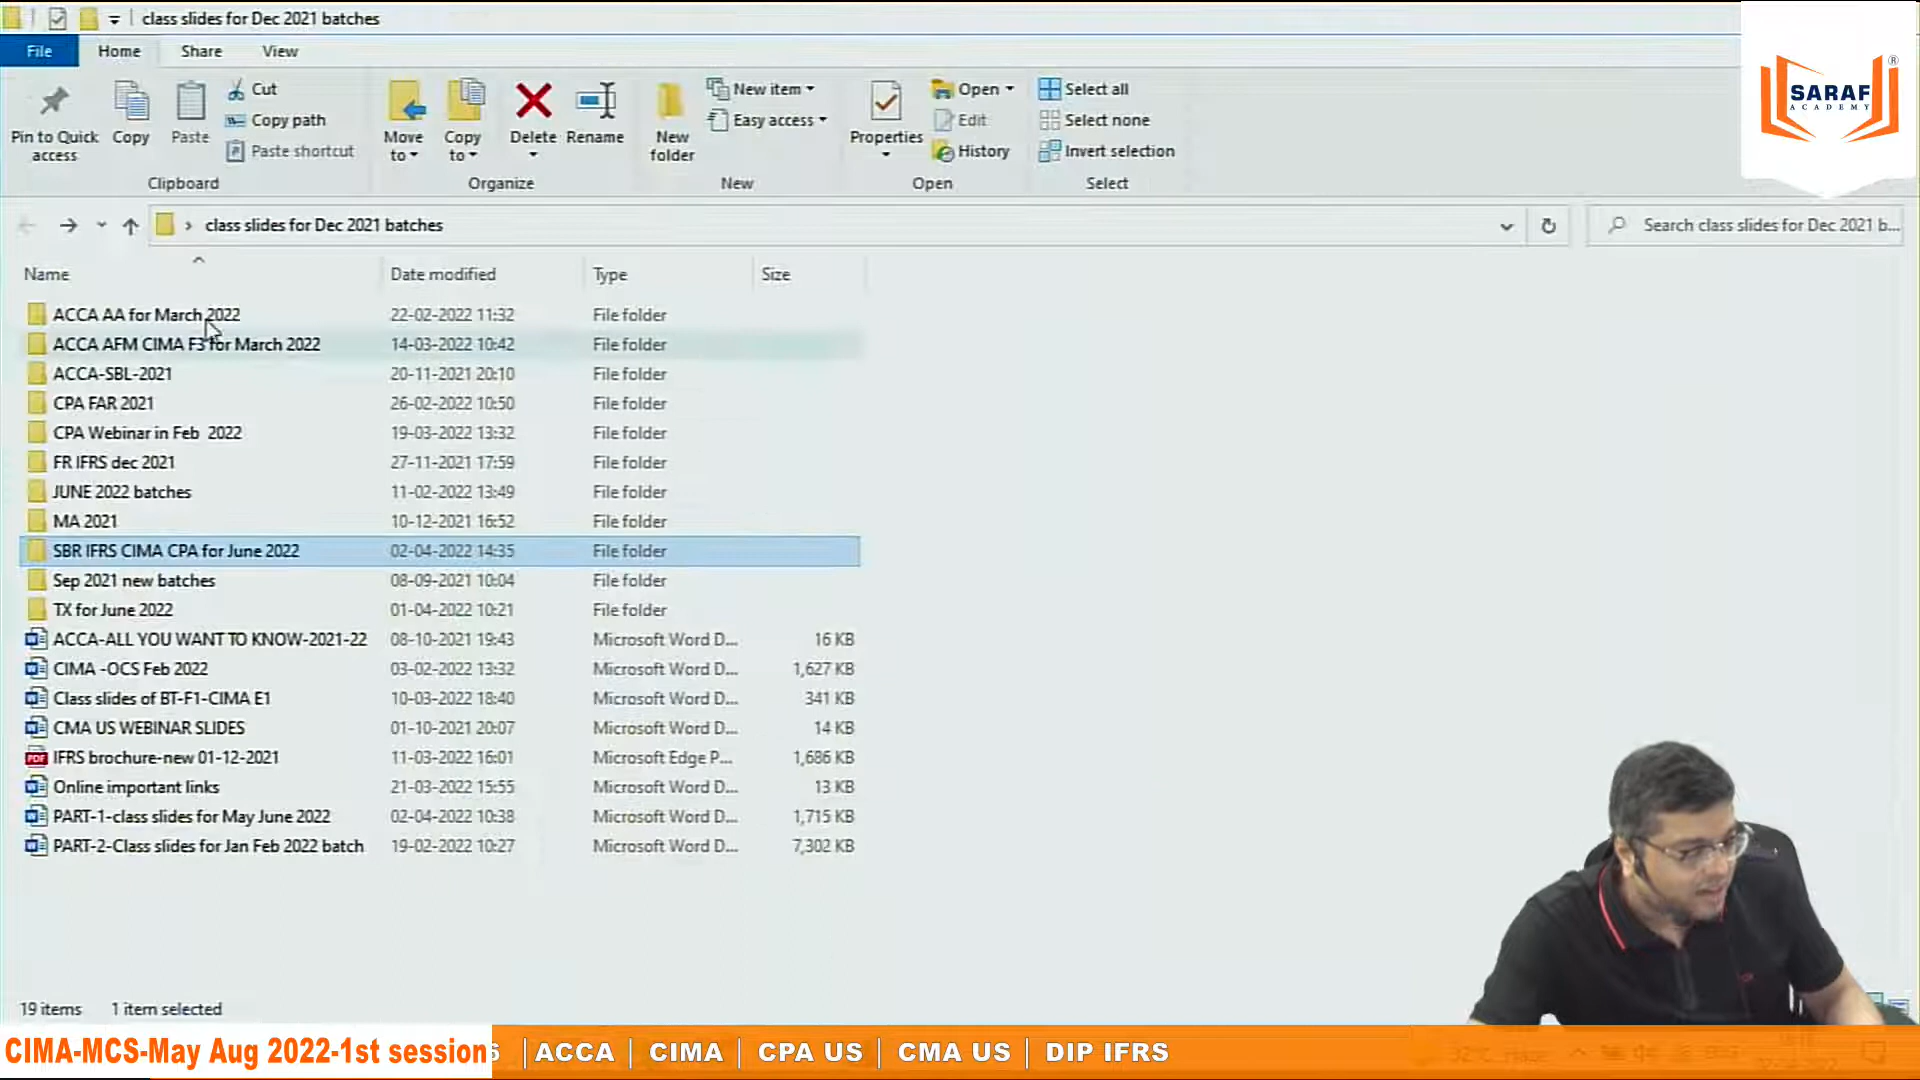 class slides for Dec 2021 batches
File Home Share View
Pin to Quick access
Copy
Paste
Cut
Copy path
Paste shortcut
Clipboard
Move to
Copy to
Delete
Rename
Organize
New folder
New item
Easy access
New
Properties
Open
Edit
History
Open
Select all
Select none
Invert selection
Select
SARAF
ACADEMY
®
class slides for Dec 2021 batches
Search class slides for Dec 2021 b...
Name Date modified Type Size
ACCA AA for March 2022 22-02-2022 11:32 File folder
ACCA AFM CIMA F3 for March 2022 14-03-2022 10:42 File folder
ACCA-SBL-2021 20-11-2021 20:10 File folder
CPA FAR 2021 26-02-2022 10:50 File folder
CPA Webinar in Feb 2022 19-03-2022 13:32 File folder
FR IFRS dec 2021 27-11-2021 17:59 File folder
JUNE 2022 batches 11-02-2022 13:49 File folder
MA 2021 10-12-2021 16:52 File folder
SBR IFRS CIMA CPA for June 2022 02-04-2022 14:35 File folder
Sep 2021 new batches 08-09-2021 10:04 File folder
TX for June 2022 01-04-2022 10:21 File folder
ACCA-ALL YOU WANT TO KNOW-2021-22 08-10-2021 19:43 Microsoft Word D... 16 KB
CIMA -OCS Feb 2022 03-02-2022 13:32 Microsoft Word D... 1,627 KB
Class slides of BT-F1-CIMA E1 10-03-2022 18:40 Microsoft Word D... 341 KB
CMA US WEBINAR SLIDES 01-10-2021 20:07 Microsoft Word D... 14 KB
IFRS brochure-new 01-12-2021 11-03-2022 16:01 Microsoft Edge P... 1,686 KB
Online important links 21-03-2022 15:55 Microsoft Word D... 13 KB
PART-1-class slides for May June 2022 02-04-2022 10:38 Microsoft Word D... 1,715 KB
PART-2-Class slides for Jan Feb 2022 batch 19-02-2022 10:27 Microsoft Word D... 7,302 KB
19 items 1 item selected
CIMA-MCS-May Aug 2022-1st session
| ACCA | CIMA | CPA US | CMA US | DIP IFRS